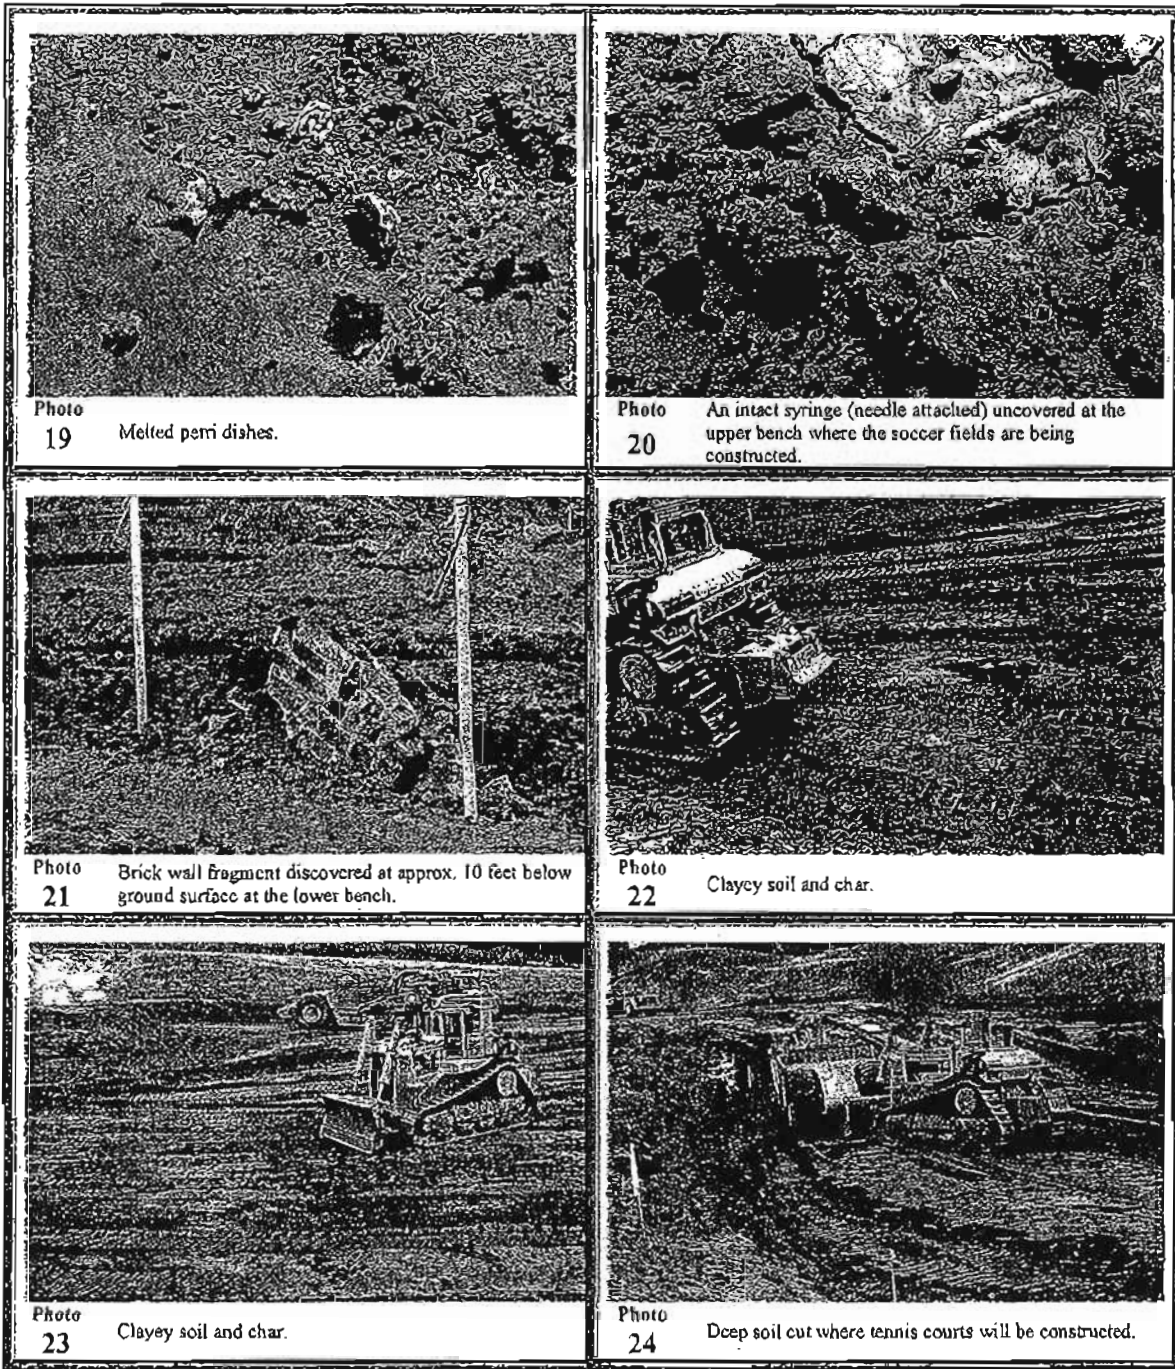 Photo
19
Melted petri dishes.
Photo
20
An intact syringe (needle attached) uncovered at the
upper bench where the soccer fields are being
constructed.
Photo
21
Brick wall fragment discovered at approx. 10 feet below
ground surface at the lower bench.
Photo
22
Clayey soil and char.
Photo
23
Clayey soil and char.
Photo
24
Deep soil cut where tennis courts will be constructed.